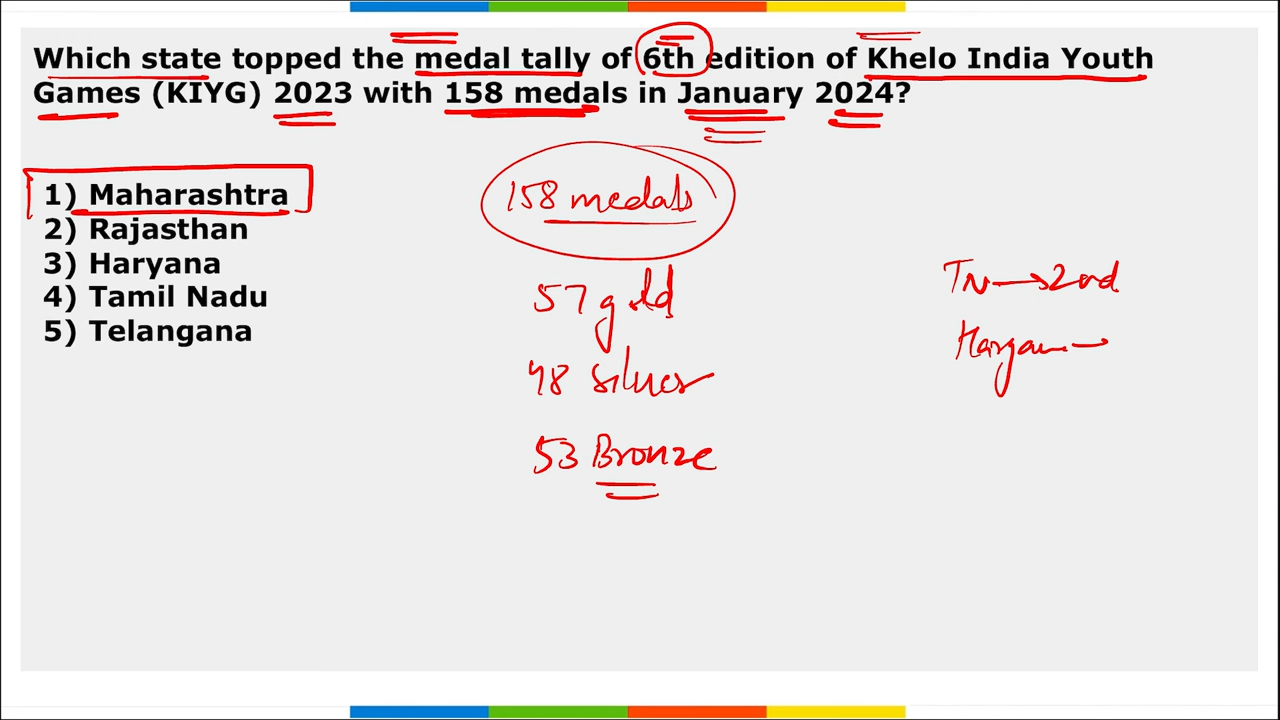 Which state topped the medal tally of 6th edition of Khelo India Youth
Games (KIYG) 2023 with 158 medals in January 2024?
1) Maharashtra
2) Rajasthan
3) Haryana
4) Tamil Nadu
5) Telangana
158 medals
57 gold
48 silver
53 Bronze
TN → 2nd
Haryana →